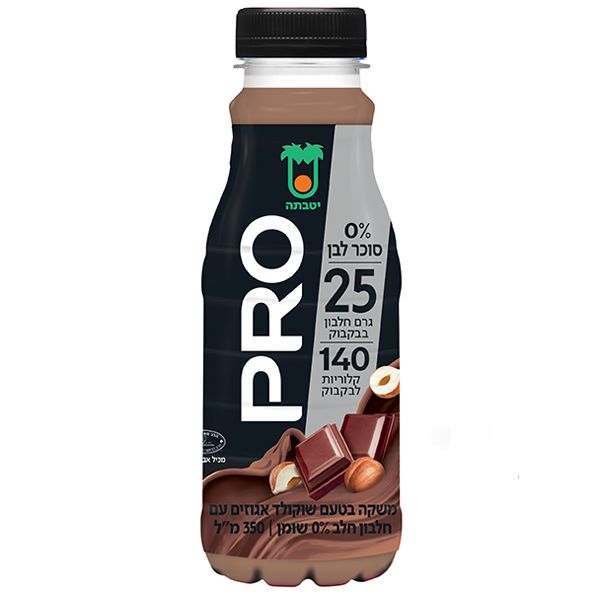 יטבתה
PRO
0%
סוכר לבן
25
גרם חלבון
בבקבוק
140
קלוריות
לבקבוק
משקה בטעם שוקולד אגוזים עם
חלבון חלב 0% שומן | 350 מ"ל
מכיל